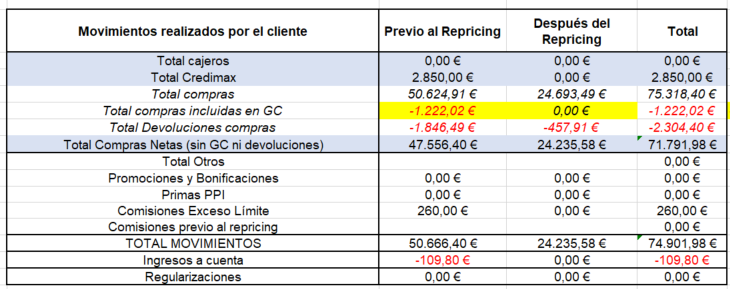 Movimientos realizados por el cliente Previo al Repricing Después del Repricing Total
Total cajeros 0,00 € 0,00 € 0,00 €
Total Credimax 2.850,00 € 0,00 € 2.850,00 €
Total compras 50.624,91 € 24.693,49 € 75.318,40 €
Total compras incluidas en GC -1.222,02 € 0,00 € -1.222,02 €
Total Devoluciones compras -1.846,49 € -457,91 € -2.304,40 €
Total Compras Netas (sin GC ni devoluciones) 47.556,40 € 24.235,58 € 71.791,98 €
Total Otros 0,00 €
Promociones y Bonificaciones 0,00 € 0,00 € 0,00 €
Primas PPI 0,00 € 0,00 € 0,00 €
Comisiones Exceso Límite 260,00 € 0,00 € 260,00 €
Comisiones previo al repricing 0,00 €
TOTAL MOVIMIENTOS 50.666,40 € 24.235,58 € 74.901,98 €
Ingresos a cuenta -109,80 € 0,00 € -109,80 €
Regularizaciones 0,00 € 0,00 € 0,00 €